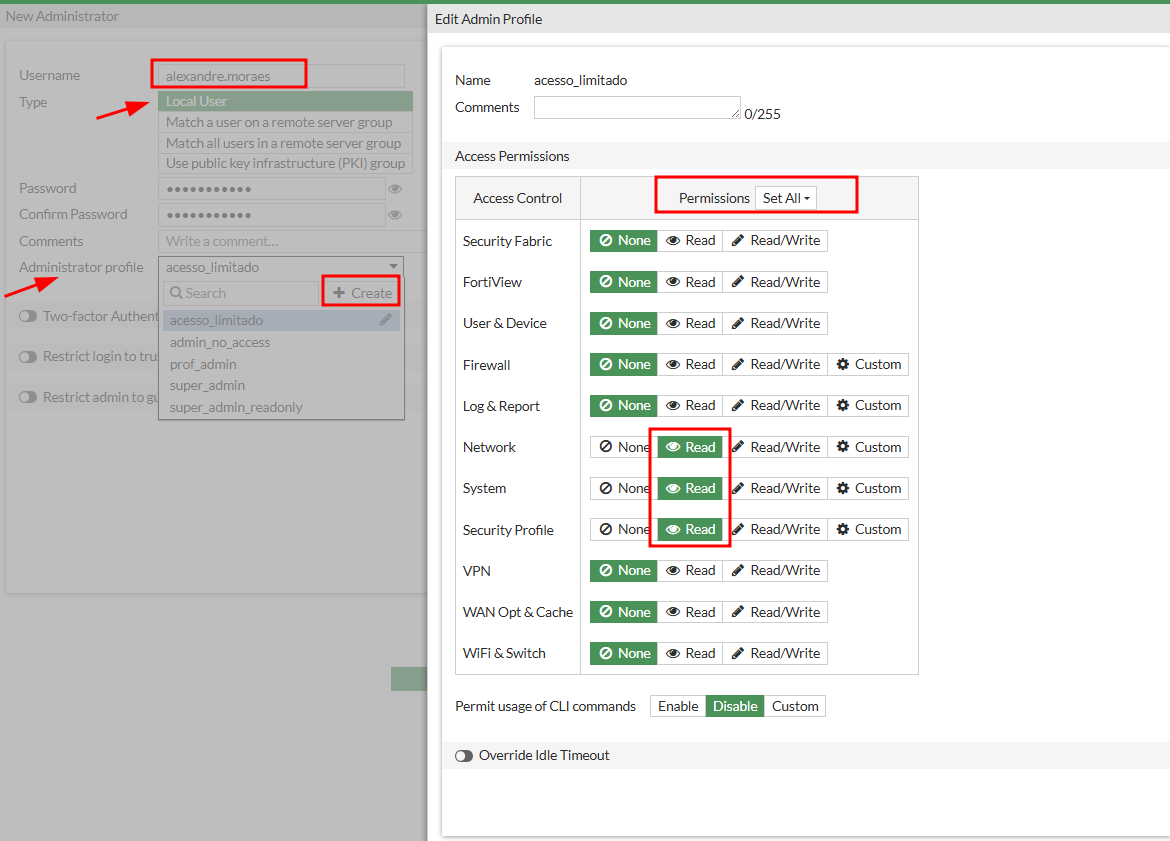 New Administrator
Username alexandre.moraes
Type Local User
Match a user on a remote server group
Match all users in a remote server group
Use public key infrastructure (PKI) group
Password •••••••••••
Confirm Password •••••••••••
Comments Write a comment...
Administrator profile acesso_limitado
Search Create
acesso_limitado
admin_no_access
prof_admin
super_admin
super_admin_readonly
Two-factor Authent
Restrict login to tru
Restrict admin to gu
Edit Admin Profile
Name acesso_limitado
Comments 0/255
Access Permissions
Access Control Permissions Set All
Security Fabric None Read Read/Write
FortiView None Read Read/Write
User & Device None Read Read/Write
Firewall None Read Read/Write Custom
Log & Report None Read Read/Write Custom
Network None Read Read/Write Custom
System None Read Read/Write Custom
Security Profile None Read Read/Write Custom
VPN None Read Read/Write
WAN Opt & Cache None Read Read/Write
WiFi & Switch None Read Read/Write
Permit usage of CLI commands Enable Disable Custom
Override Idle Timeout